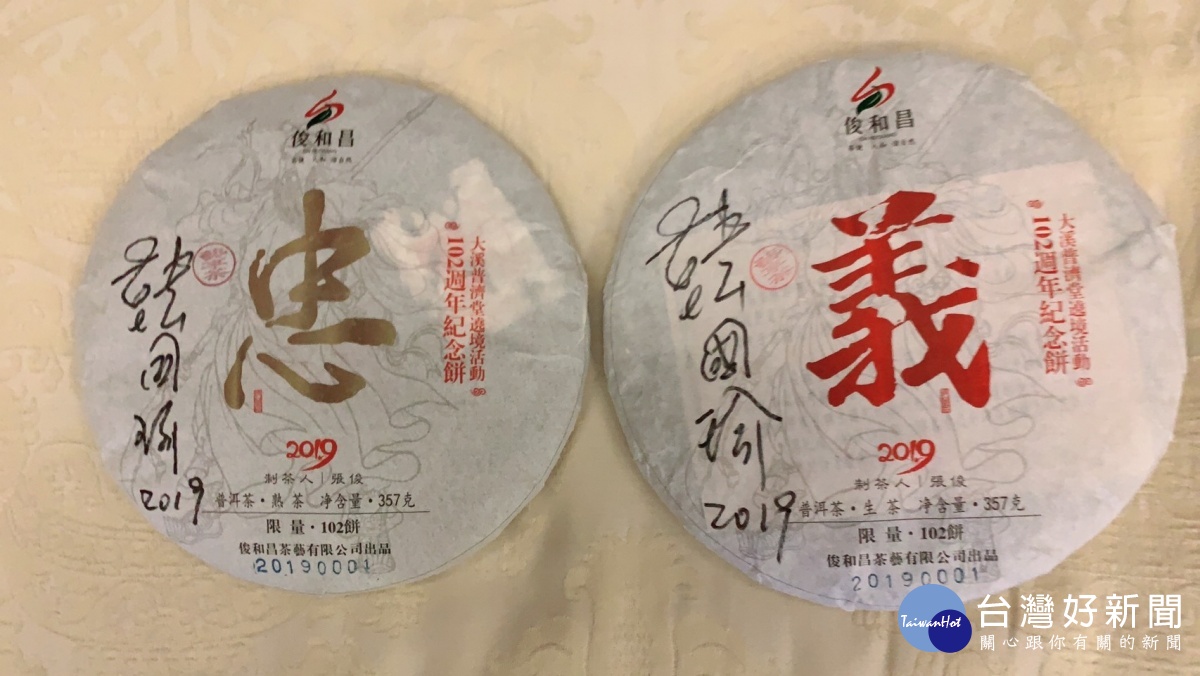 俊和昌
忠
大溪普濟堂遶境活動
102週年紀念餅
2019
2019
制茶人｜張俊
普洱茶・熟茶 净含量・357克
限量・102餅
俊和昌茶藝有限公司出品
20190001
俊和昌
義
大溪普濟堂遶境活動
102週年紀念餅
國
2019
2019
制茶人｜張俊
普洱茶・生茶 净含量・357克
限量・102餅
俊和昌茶藝有限公司出品
20190001
TaiwanHot
台灣好新聞
關心跟你有關的新聞